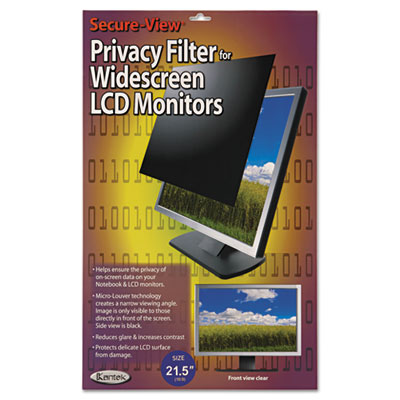 Secure-View®
Privacy Filter for
Widescreen
LCD Monitors
• Helps ensure the privacy of
on-screen data on your
Notebook & LCD monitors.
• Micro-Louver technology
creates a narrow viewing angle.
Image is only visible to those
directly in front of the screen.
Side view is black.
• Reduces glare & increases contrast.
• Protects delicate LCD surface
from damage.
Kantek
SIZE
21.5"
(16:9)
Front view clear